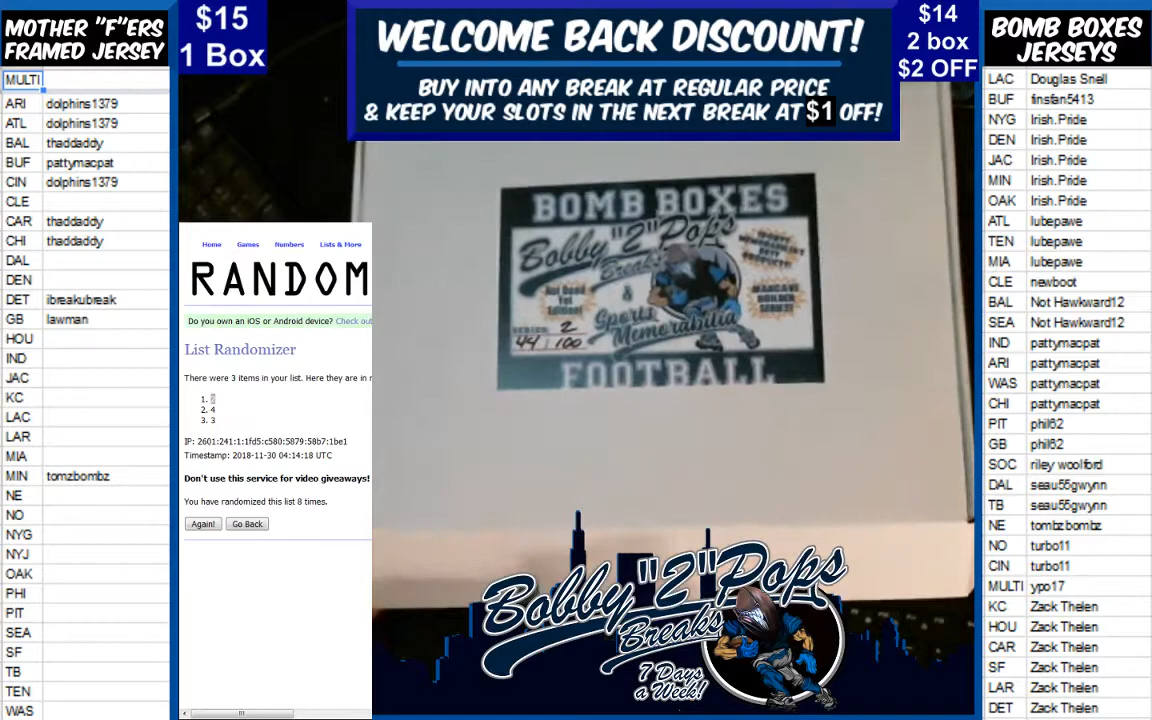 MOTHER "F"ERS
FRAMED JERSEY
MULTI
ARI dolphins1379
ATL dolphins1379
BAL thaddaddy
BUF pattymacpat
CIN dolphins1379
CLE
CAR thaddaddy
CHI thaddaddy
DAL
DEN
DET ibreakubreak
GB lawman
HOU
IND
JAC
KC
LAC
LAR
MIA
MIN tomzbombz
NE
NO
NYG
NYJ
OAK
PHI
PIT
SEA
SF
TB
TEN
WAS
$15
1 Box
WELCOME BACK DISCOUNT!
BUY INTO ANY BREAK AT REGULAR PRICE
& KEEP YOUR SLOTS IN THE NEXT BREAK AT $1 OFF!
$14
2 box
$2 OFF
Home Games Numbers Lists & More
RANDOM
Do you own an iOS or Android device? Check out
List Randomizer
There were 3 items in your list. Here they are in r
1.
2. 4
3. 3
IP: 2601:241:1:1fd5:c580:5879:58b7:1be1
Timestamp: 2018-11-30 04:14:18 UTC
Don't use this service for video giveaways!
You have randomized this list 8 times.
Again! Go Back
BOMB BOXES
Bobby "2" Pops
Breaks
&
Sports
Memorabilia
SERIES: 2
44 / 100
FOOTBALL
Bobby "2" Pops
Breaks
7 Days
a Week!
BOMB BOXES
JERSEYS
LAC Douglas Snell
BUF finsfan5413
NYG Irish.Pride
DEN Irish.Pride
JAC Irish.Pride
MIN Irish.Pride
OAK Irish.Pride
ATL lubepawe
TEN lubepawe
MIA lubepawe
CLE newboot
BAL Not Hawkward12
SEA Not Hawkward12
IND pattymacpat
ARI pattymacpat
WAS pattymacpat
CHI pattymacpat
PIT phil62
GB phil62
SOC riley woolford
DAL seau55gwynn
TB seau55gwynn
NE tombz bombz
NO turbo11
CIN turbo11
MULTI ypo17
KC Zack Thelen
HOU Zack Thelen
CAR Zack Thelen
SF Zack Thelen
LAR Zack Thelen
DET Zack Thelen